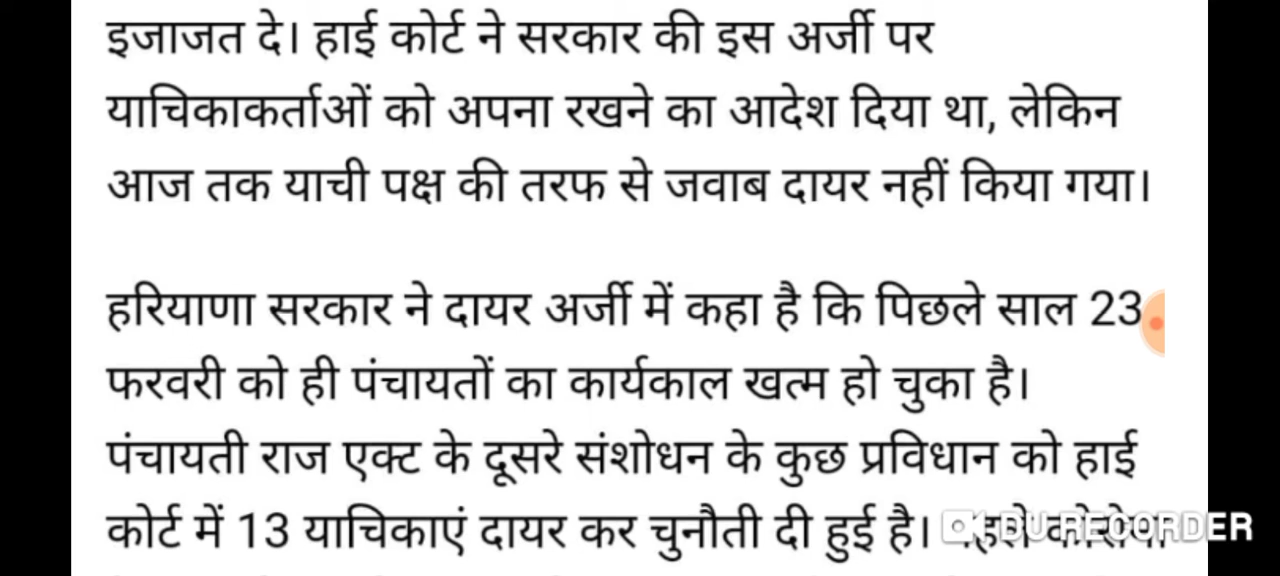 इजाजत दे। हाई कोर्ट ने सरकार की इस अर्जी पर
याचिकाकर्ताओं को अपना रखने का आदेश दिया था, लेकिन
आज तक याची पक्ष की तरफ से जवाब दायर नहीं किया गया।
हरियाणा सरकार ने दायर अर्जी में कहा है कि पिछले साल 23
फरवरी को ही पंचायतों का कार्यकाल खत्म हो चुका है।
पंचायती राज एक्ट के दूसरे संशोधन के कुछ प्रविधान को हाई
कोर्ट में 13 याचिकाएं दायर कर चुनौती दी हुई है।
DU RECORDER